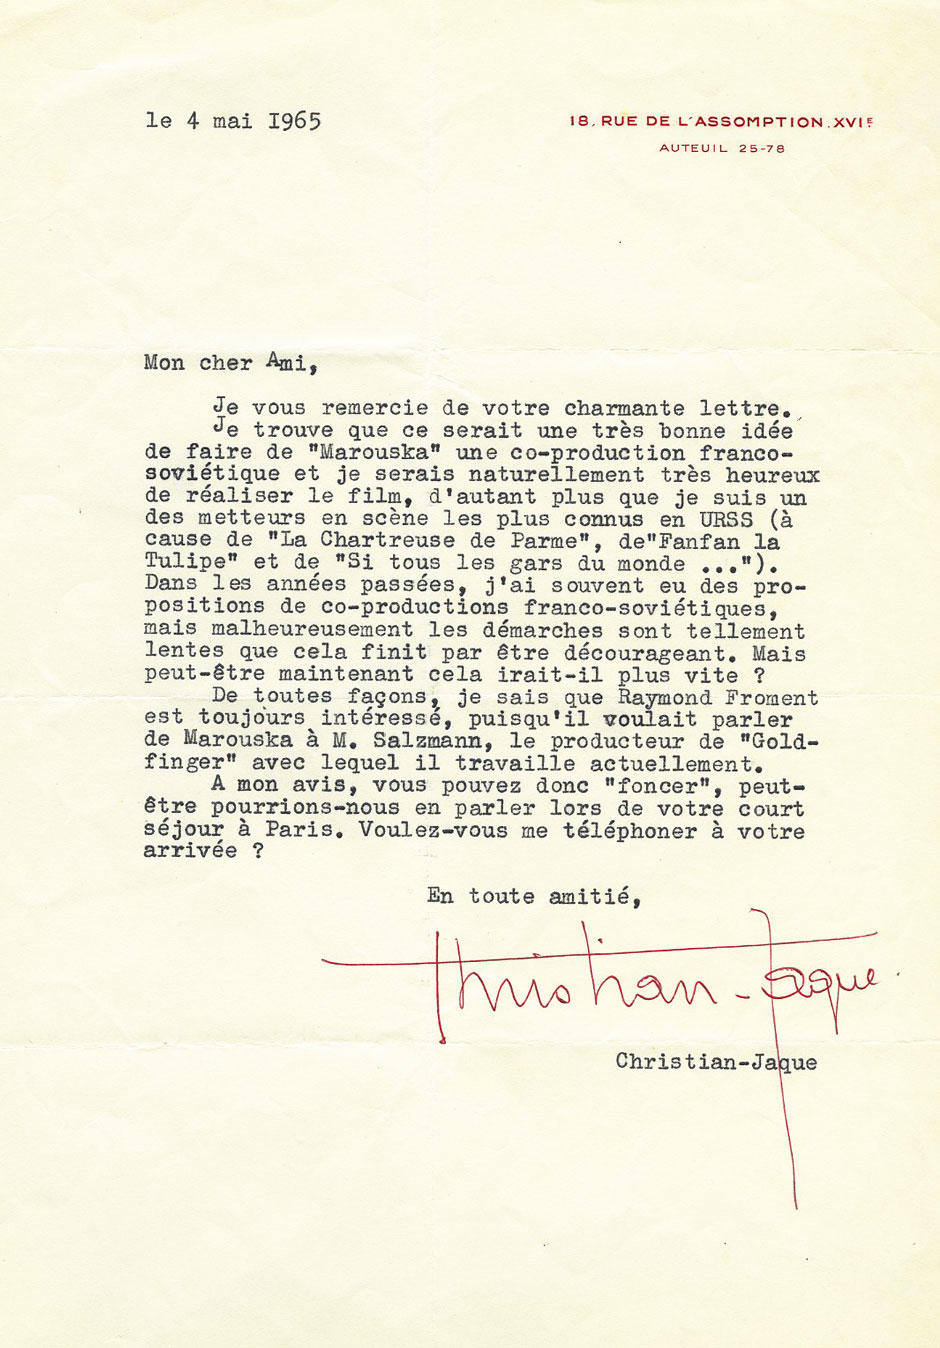 le 4 mai 1965
18, RUE DE L'ASSOMPTION. XVIE
AUTEUIL 25-78
Mon cher Ami,
Je vous remercie de votre charmante lettre.
Je trouve que ce serait une très bonne idée
de faire de "Marouska" une co-production franco-
soviétique et je serais naturellement très heureux
de réaliser le film, d'autant plus que je suis un
des metteurs en scène les plus connus en URSS (à
cause de "La Chartreuse de Parme", de"Fanfan la
Tulipe" et de "Si tous les gars du monde ...").
Dans les années passées, j'ai souvent eu des pro-
positions de co-productions franco-soviétiques,
mais malheureusement les démarches sont tellement
lentes que cela finit par être décourageant. Mais
peut-être maintenant cela irait-il plus vite ?
De toutes façons, je sais que Raymond Froment
est toujours intéressé, puisqu'il voulait parler
de Marouska à M. Salzmann, le producteur de "Gold-
finger" avec lequel il travaille actuellement.
A mon avis, vous pouvez donc "foncer", peut-
être pourrions-nous en parler lors de votre court
séjour à Paris. Voulez-vous me téléphoner à votre
arrivée ?
En toute amitié,
Christian-Jaque
Christian-Jaque